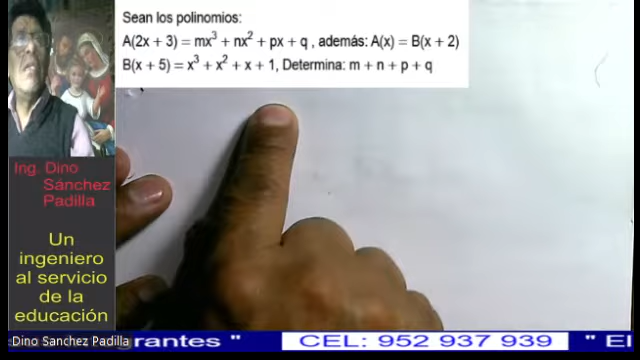 Sean los polinomios:
A(2x + 3) = mx³ + nx² + px + q , además: A(x) = B(x + 2)
B(x + 5) = x³ + x² + x + 1, Determina: m + n + p + q
Ing. Dino
Sánchez
Padilla
Un
ingeniero
al servicio
de la
educación
Dino Sanchez Padilla
grantes "
CEL: 952 937 939
" El